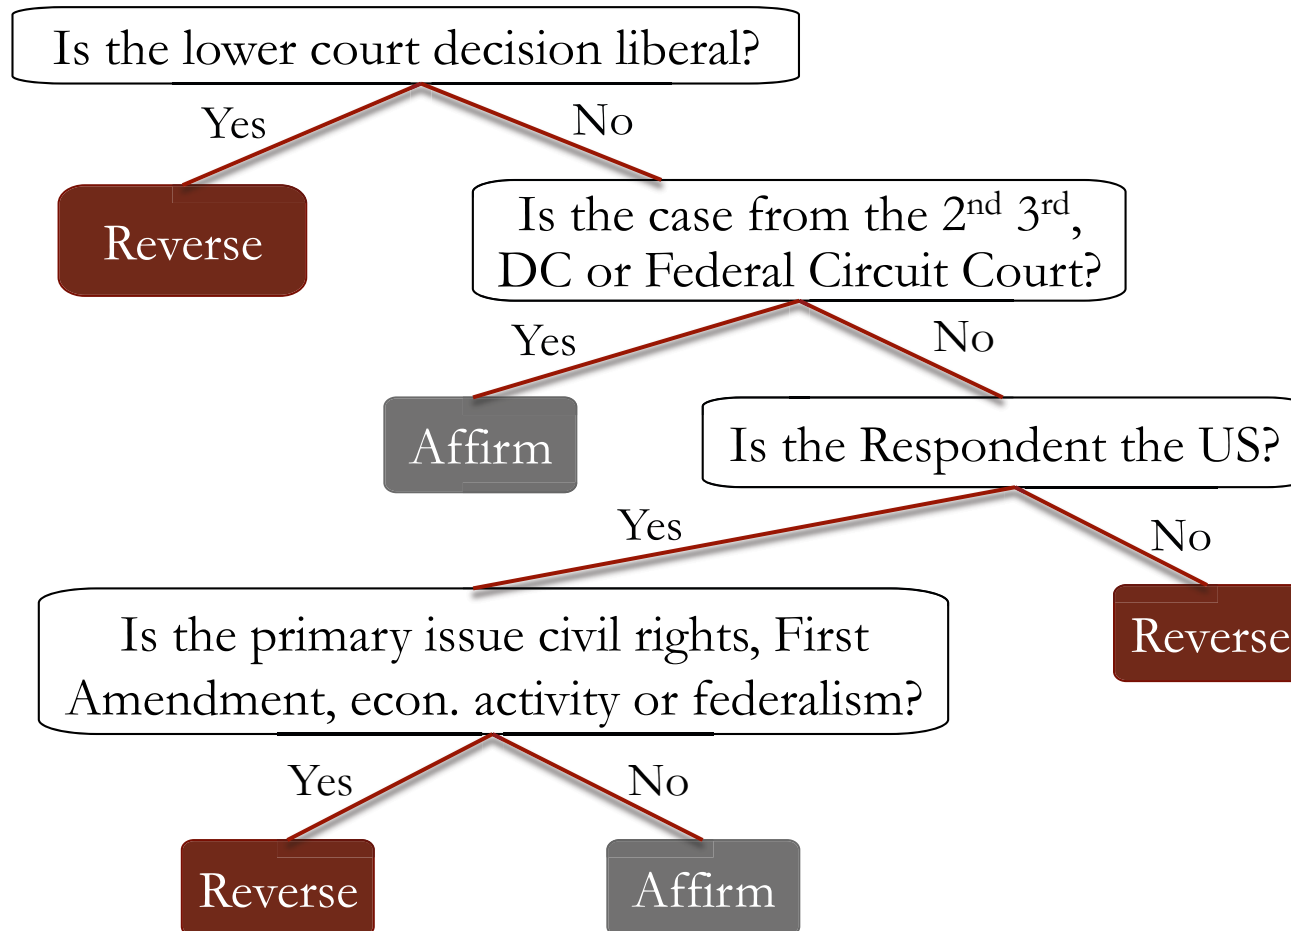 Is the lower court decision liberal?
Yes
No
Reverse
Is the case from the 2nd 3rd,
DC or Federal Circuit Court?
Yes
No
Affirm
Is the Respondent the US?
Yes
No
Is the primary issue civil rights, First
Amendment, econ. activity or federalism?
Reverse
Yes
No
Reverse
Affirm